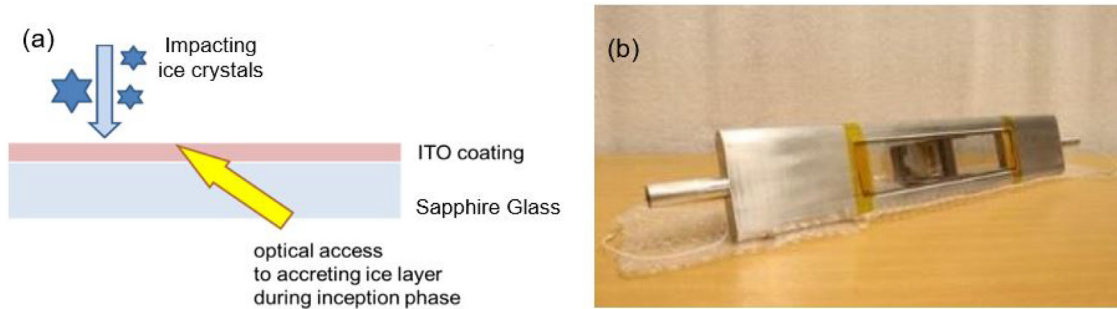 (a)
Impacting
ice crystals
ITO coating
Sapphire Glass
optical access
to accreting ice layer
during inception phase
(b)